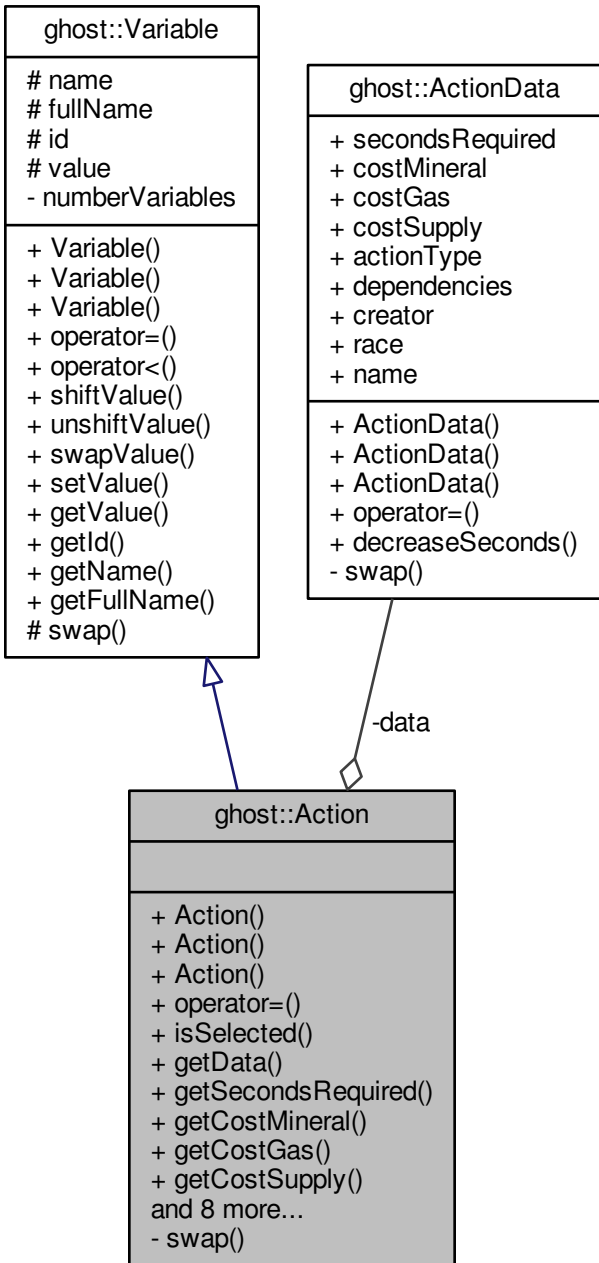 ghost::Variable
# name
# fullName
# id
# value
- numberVariables
+ Variable()
+ Variable()
+ Variable()
+ operator=()
+ operator<()
+ shiftValue()
+ unshiftValue()
+ swapValue()
+ setValue()
+ getValue()
+ getId()
+ getName()
+ getFullName()
# swap()
ghost::ActionData
+ secondsRequired
+ costMineral
+ costGas
+ costSupply
+ actionType
+ dependencies
+ creator
+ race
+ name
+ ActionData()
+ ActionData()
+ ActionData()
+ operator=()
+ decreaseSeconds()
- swap()
-data
ghost::Action
+ Action()
+ Action()
+ Action()
+ operator=()
+ isSelected()
+ getData()
+ getSecondsRequired()
+ getCostMineral()
+ getCostGas()
+ getCostSupply()
and 8 more...
- swap()